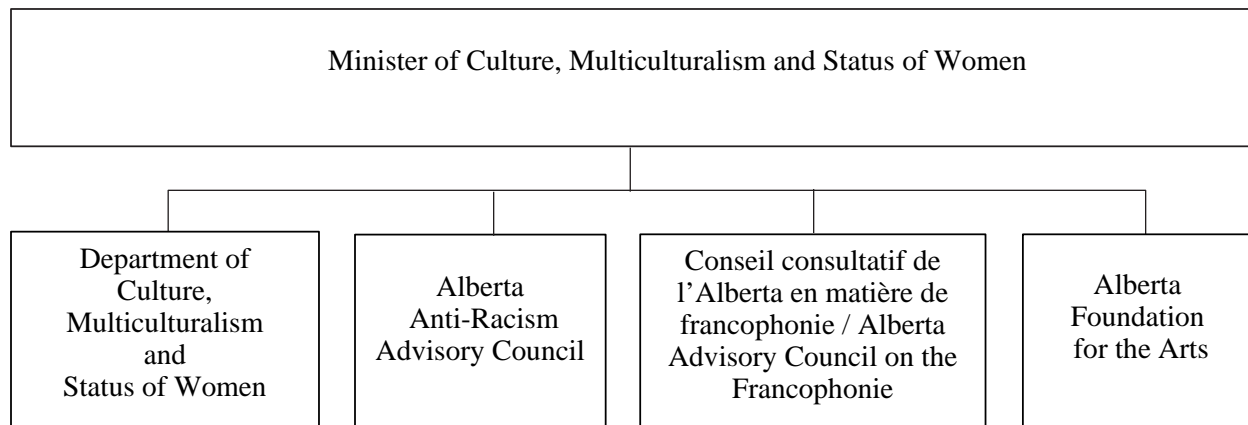 Minister of Culture, Multiculturalism and Status of Women
Department of
Culture,
Multiculturalism
and
Status of Women
Alberta
Anti-Racism
Advisory Council
Conseil consultatif de
l’Alberta en matière de
francophonie / Alberta
Advisory Council on the
Francophonie
Alberta
Foundation
for the Arts